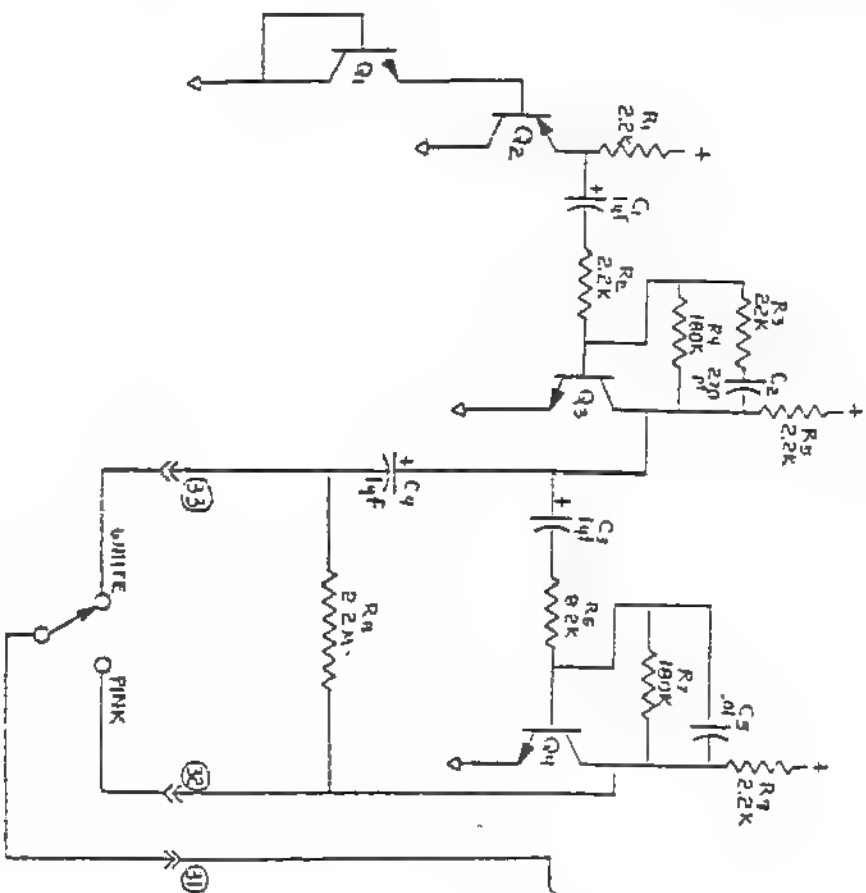 Q1
Q2
R1
2.2K
+
+
C1
1µf
R2
2.2K
R3
22K
R4
180K
C2
220
pf
Q3
+
R5
2.2K
33
+
C4
1µf
+
C3
1µf
R6
8.2K
WHITE
PINK
R8
2.2M
R7
180K
C5
.01
Q4
+
2.2K
32
31